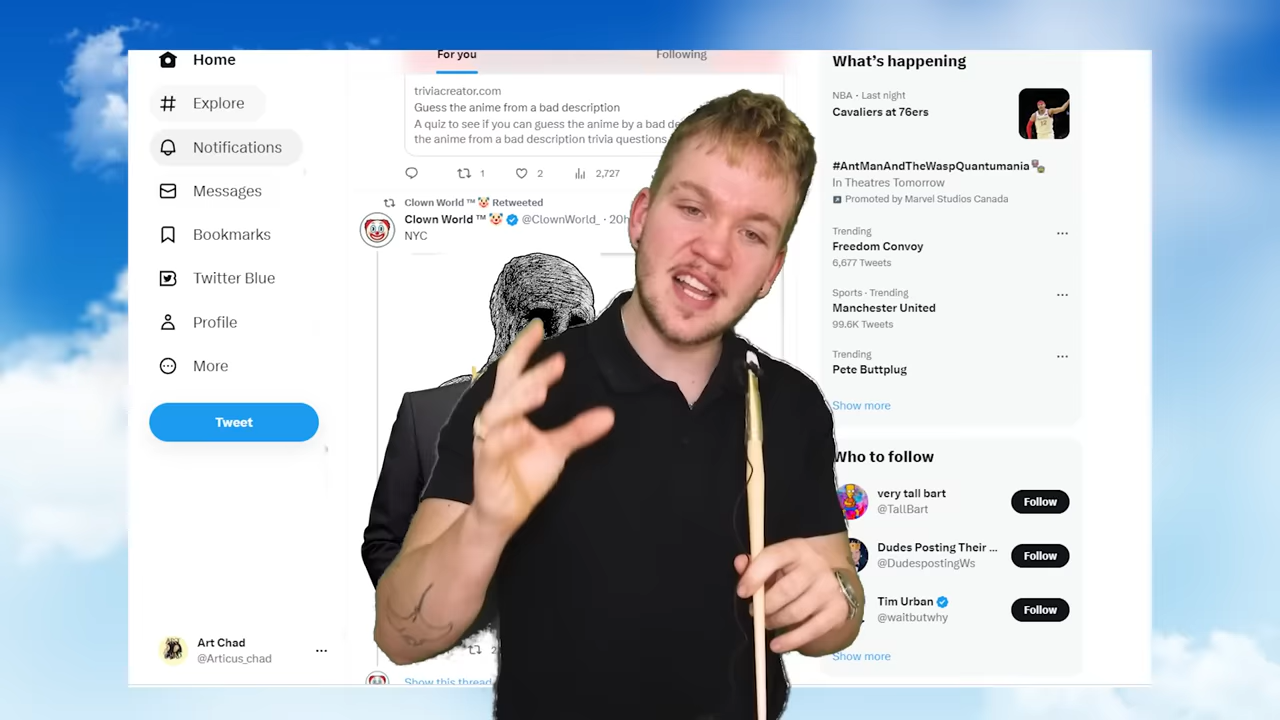 Home
Explore
Notifications
Messages
Bookmarks
Twitter Blue
Profile
More
Tweet
Art Chad
@Articus_chad
For you
Following
triviacreator.com
Guess the anime from a bad description
A quiz to see if you can guess the anime by a bad
the anime from a bad description trivia questions
1
2
2,727
Clown World ™ 🤡 Retweeted
Clown World ™ 🤡 @ClownWorld_ · 20h
NYC
Show this thread
What's happening
NBA · Last night
Cavaliers at 76ers
#AntManAndTheWaspQuantumania
In Theatres Tomorrow
Promoted by Marvel Studios Canada
Trending
Freedom Convoy
6,677 Tweets
Sports · Trending
Manchester United
99.6K Tweets
Trending
Pete Buttplug
Show more
Who to follow
very tall bart
@TallBart
Follow
Dudes Posting Their ...
@DudespostingWs
Follow
Tim Urban
@waitbutwhy
Follow
Show more